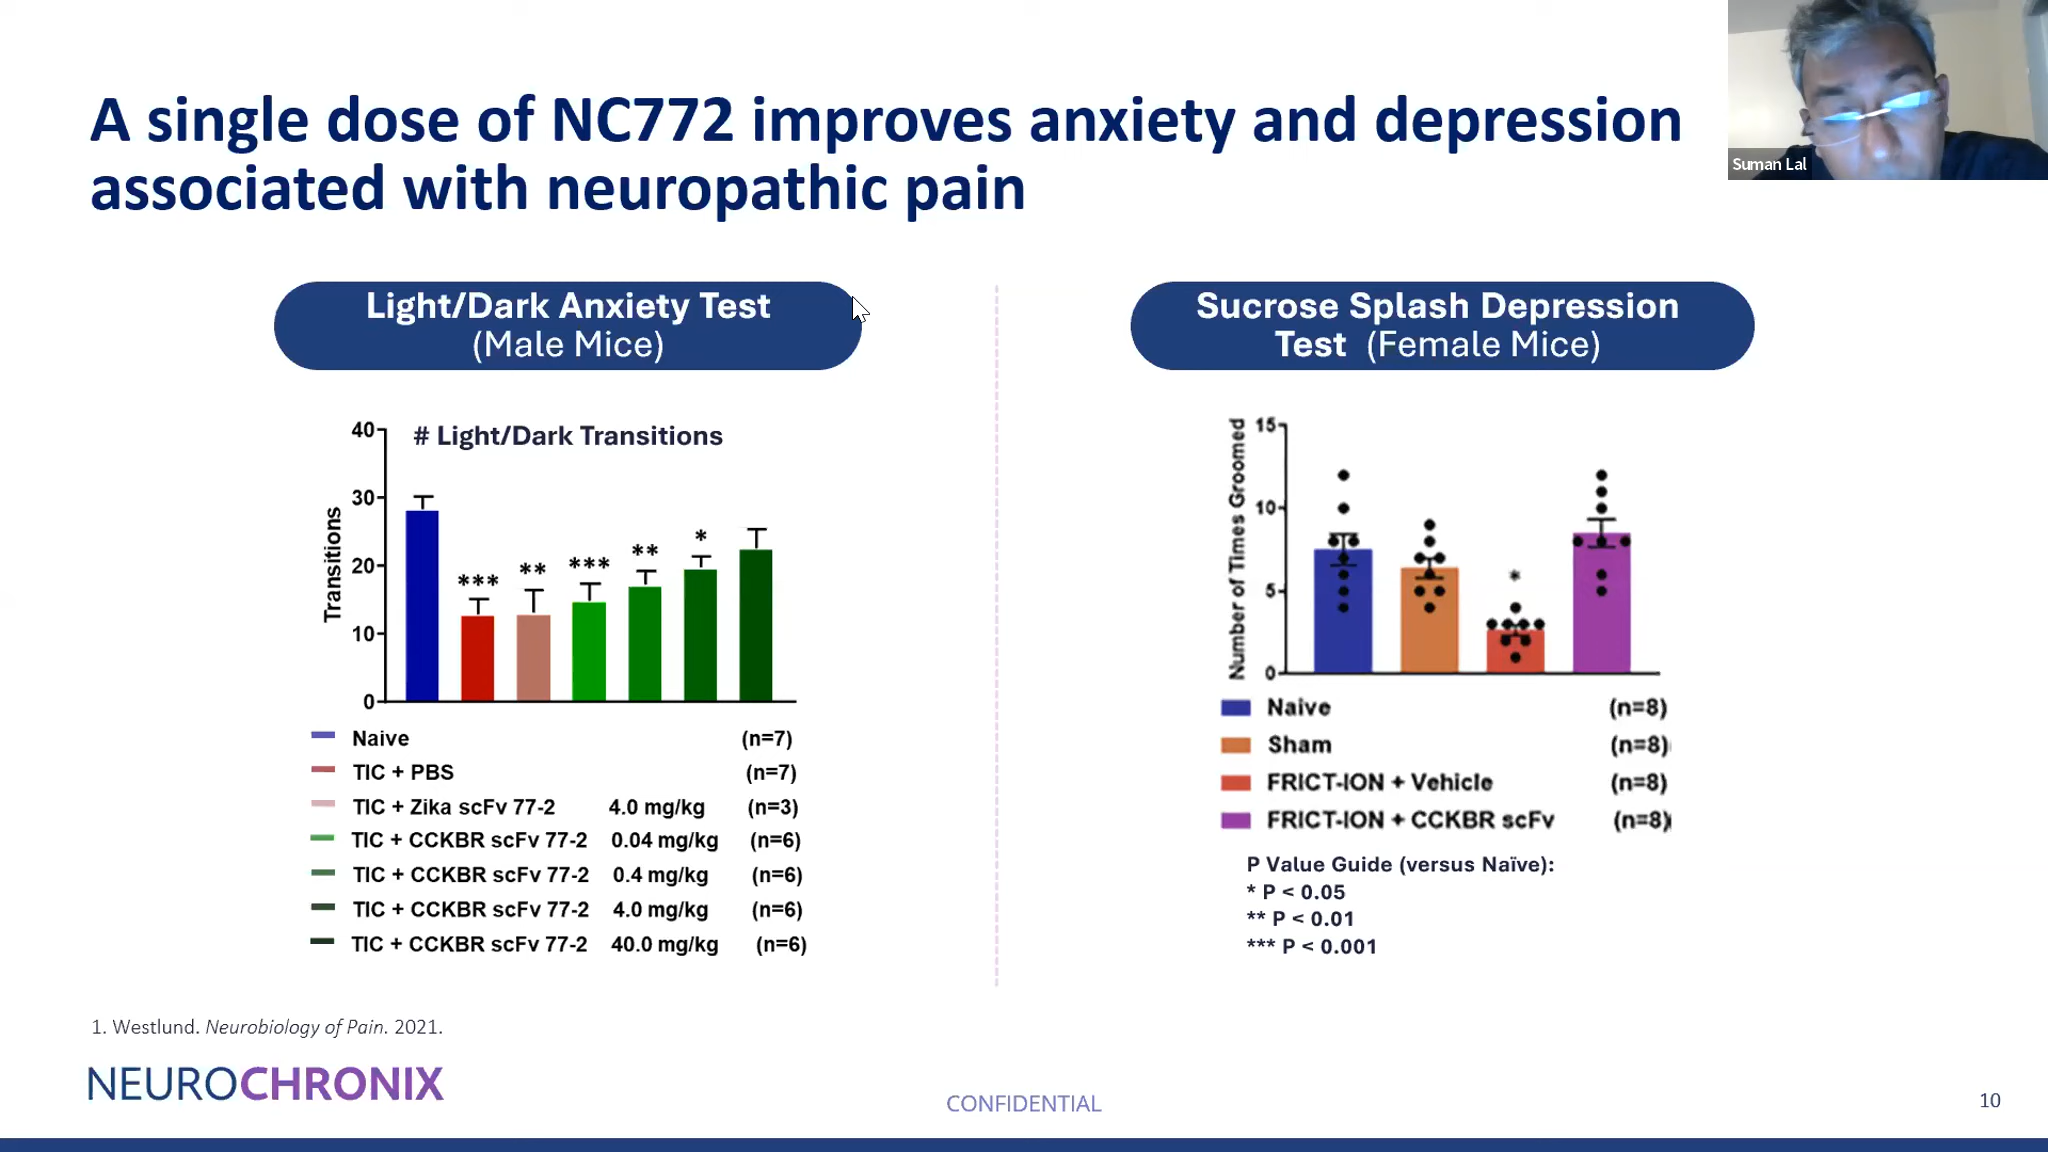 A single dose of NC772 improves anxiety and depression
associated with neuropathic pain
Suman Lal
Light/Dark Anxiety Test
(Male Mice)
# Light/Dark Transitions
Transitions
40
30
20
10
0
***
**
***
**
*
Naive (n=7)
TIC + PBS (n=7)
TIC + Zika scFv 77-2 4.0 mg/kg (n=3)
TIC + CCKBR scFv 77-2 0.04 mg/kg (n=6)
TIC + CCKBR scFv 77-2 0.4 mg/kg (n=6)
TIC + CCKBR scFv 77-2 4.0 mg/kg (n=6)
TIC + CCKBR scFv 77-2 40.0 mg/kg (n=6)
Sucrose Splash Depression
Test (Female Mice)
Number of Times Groomed
15
10
5
0
*
Naive (n=8)
Sham (n=8)
FRICT-ION + Vehicle (n=8)
FRICT-ION + CCKBR scFv (n=8)
P Value Guide (versus Naïve):
* P < 0.05
** P < 0.01
*** P < 0.001
1. Westlund. Neurobiology of Pain. 2021.
NEUROCHRONIX
CONFIDENTIAL
10